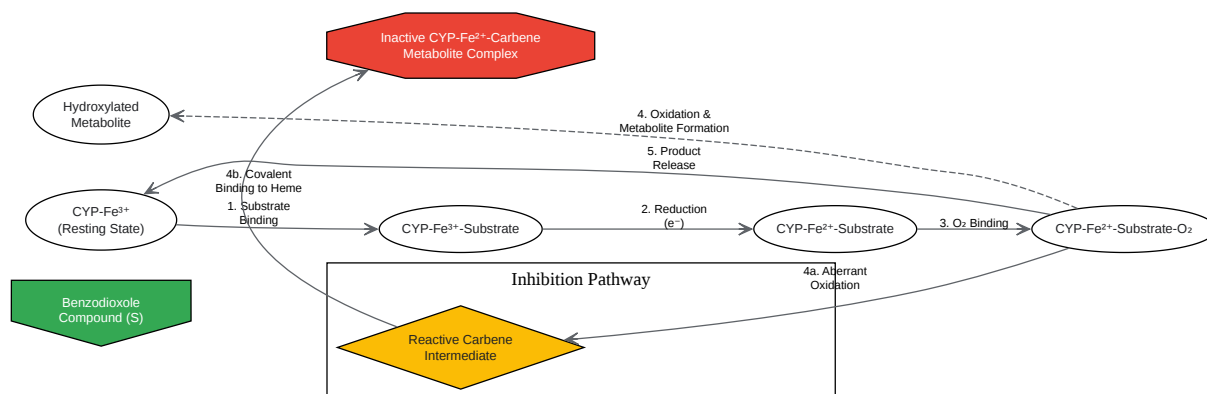 Inactive CYP-Fe²⁺-Carbene
Metabolite Complex
Hydroxylated
Metabolite
4. Oxidation &
Metabolite Formation
5. Product
Release
4b. Covalent
Binding to Heme
1. Substrate
Binding
CYP-Fe³⁺
(Resting State)
CYP-Fe³⁺-Substrate
2. Reduction
(e⁻)
CYP-Fe²⁺-Substrate
3. O₂ Binding
CYP-Fe²⁺-Substrate-O₂
Inhibition Pathway
4a. Aberrant
Oxidation
Benzodioxole
Compound (S)
Reactive Carbene
Intermediate